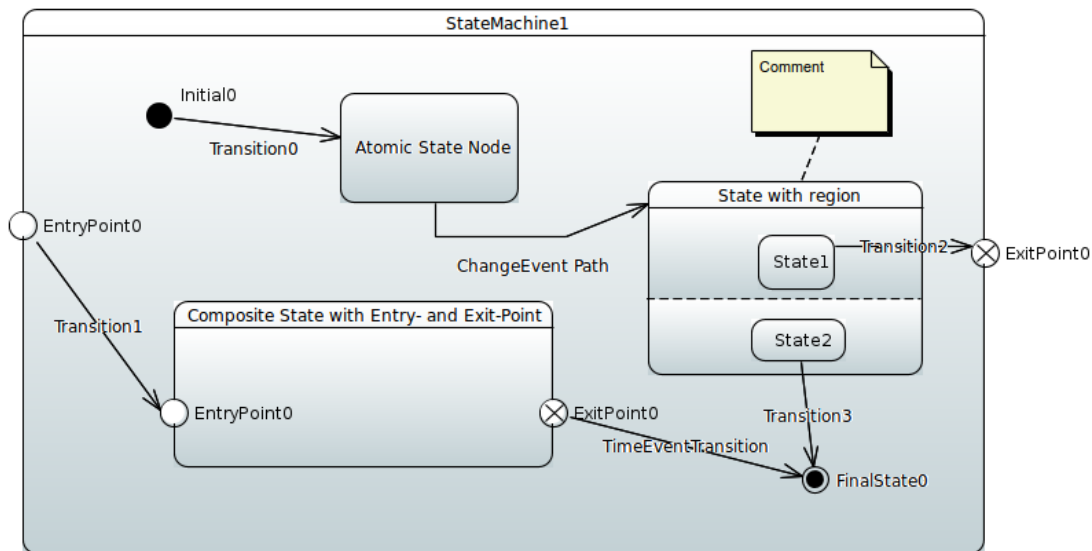 StateMachine1
Comment
Initial0
Transition0
Atomic State Node
State with region
EntryPoint0
Transition2
ExitPoint0
State1
ChangeEvent Path
Composite State with Entry- and Exit-Point
Transition1
State2
EntryPoint0
ExitPoint0
Transition3
TimeEventTransition
FinalState0